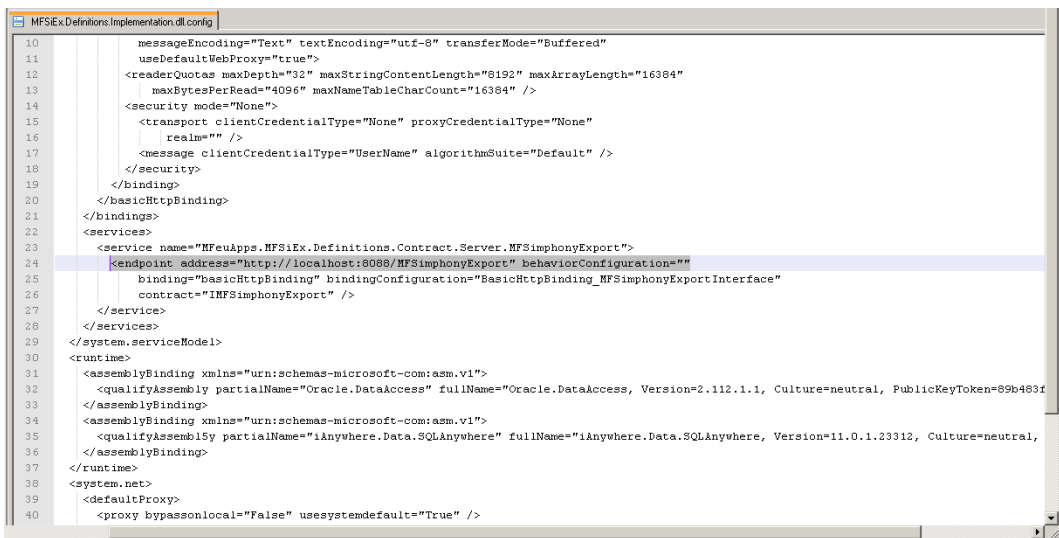 MFSiEx.Definitions.Implementation.dll.config
10 messageEncoding="Text" textEncoding="utf-8" transferMode="Buffered"
11 useDefaultWebProxy="true">
12 <readerQuotas maxDepth="32" maxStringContentLength="8192" maxArrayLength="16384"
13 maxBytesPerRead="4096" maxNameTableCharCount="16384" />
14 <security mode="None">
15 <transport clientCredentialType="None" proxyCredentialType="None"
16 realm="" />
17 <message clientCredentialType="UserName" algorithmSuite="Default" />
18 </security>
19 </binding>
20 </basicHttpBinding>
21 </bindings>
22 <services>
23 <service name="MFeuApps.MFSiEx.Definitions.Contract.Server.MFSimphonyExport">
24 <endpoint address="http://localhost:8088/MFSimphonyExport" behaviorConfiguration=""
25 binding="basicHttpBinding" bindingConfiguration="BasicHttpBinding_MFSimphonyExportInterface"
26 contract="IMFSimphonyExport" />
27 </service>
28 </services>
29 </system.serviceModel>
30 <runtime>
31 <assemblyBinding xmlns="urn:schemas-microsoft-com:asm.v1">
32 <qualifyAssembly partialName="Oracle.DataAccess" fullName="Oracle.DataAccess, Version=2.112.1.1, Culture=neutral, PublicKeyToken=89b483f
33 </assemblyBinding>
34 <assemblyBinding xmlns="urn:schemas-microsoft-com:asm.v1">
35 <qualifyAssembl5y partialName="iAnywhere.Data.SQLAnywhere" fullName="iAnywhere.Data.SQLAnywhere, Version=11.0.1.23312, Culture=neutral,
36 </assemblyBinding>
37 </runtime>
38 <system.net>
39 <defaultProxy>
40 <proxy bypassonlocal="False" usesystemdefault="True" />